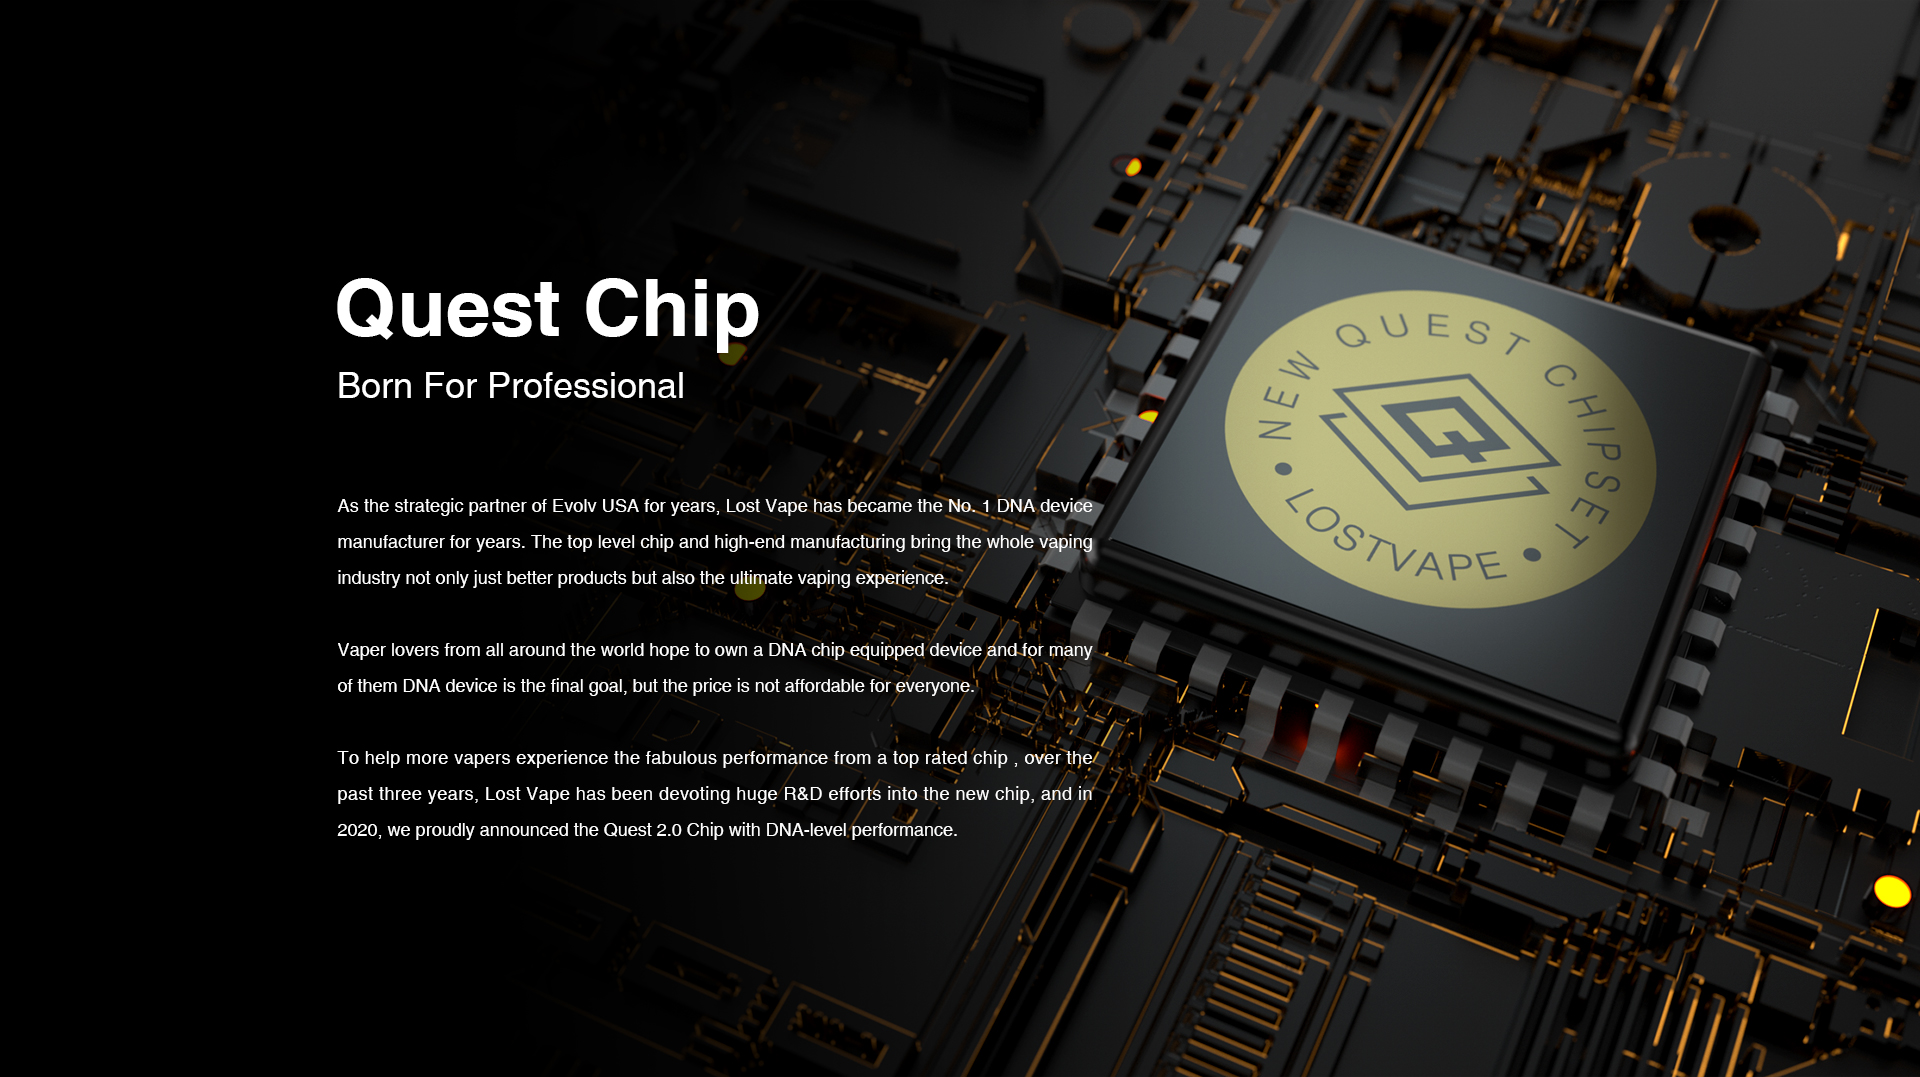 Quest Chip
Born For Professional
As the strategic partner of Evolv USA for years, Lost Vape has became the No. 1 DNA device
manufacturer for years. The top level chip and high-end manufacturing bring the whole vaping
industry not only just better products but also the ultimate vaping experience.
Vaper lovers from all around the world hope to own a DNA chip equipped device and for many
of them DNA device is the final goal, but the price is not affordable for everyone.
To help more vapers experience the fabulous performance from a top rated chip , over the
past three years, Lost Vape has been devoting huge R&D efforts into the new chip, and in
2020, we proudly announced the Quest 2.0 Chip with DNA-level performance.
NEW QUEST CHIPSET
Q
• LOSTVAPE •